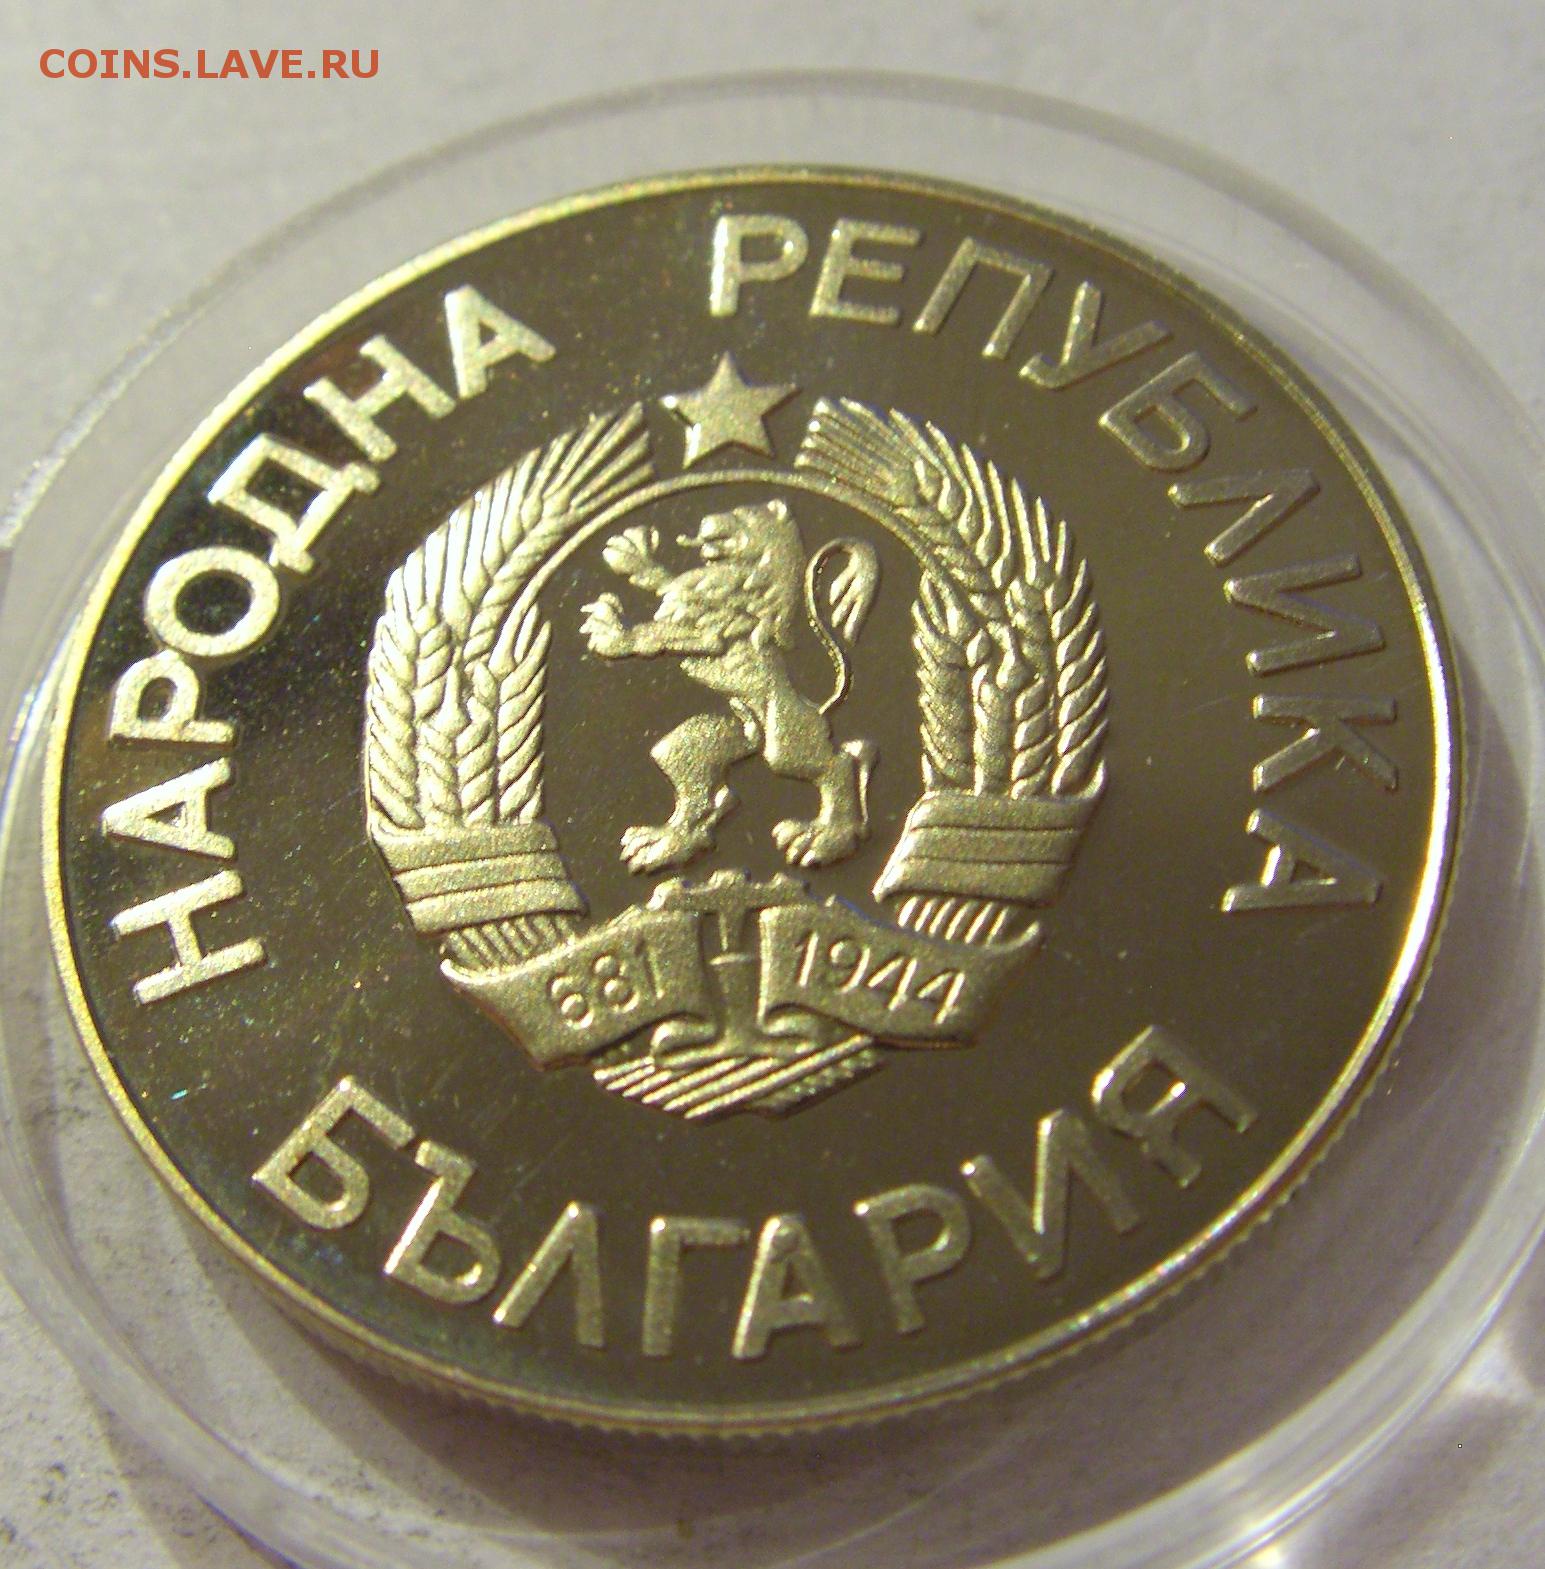 COINS.LAVE.RU
НАРОДНА РЕПУБЛИКА
681 1944
БЪЛГАРИЯ